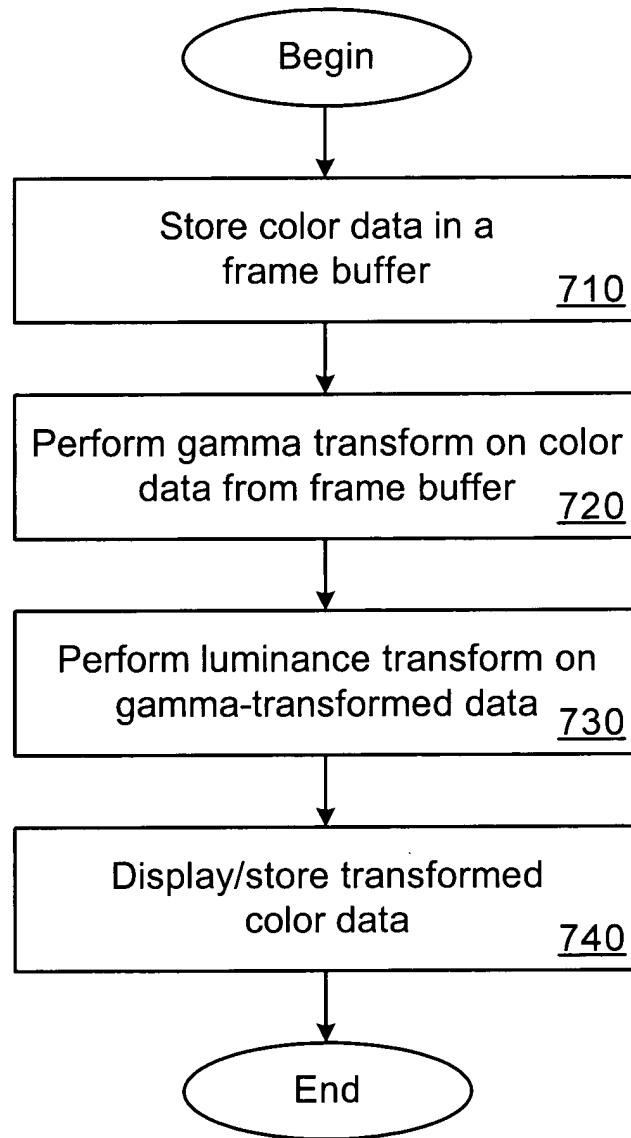 Begin
Store color data in a
frame buffer
710
Perform gamma transform on color
data from frame buffer
720
Perform luminance transform on
gamma-transformed data
730
Display/store transformed
color data
740
End